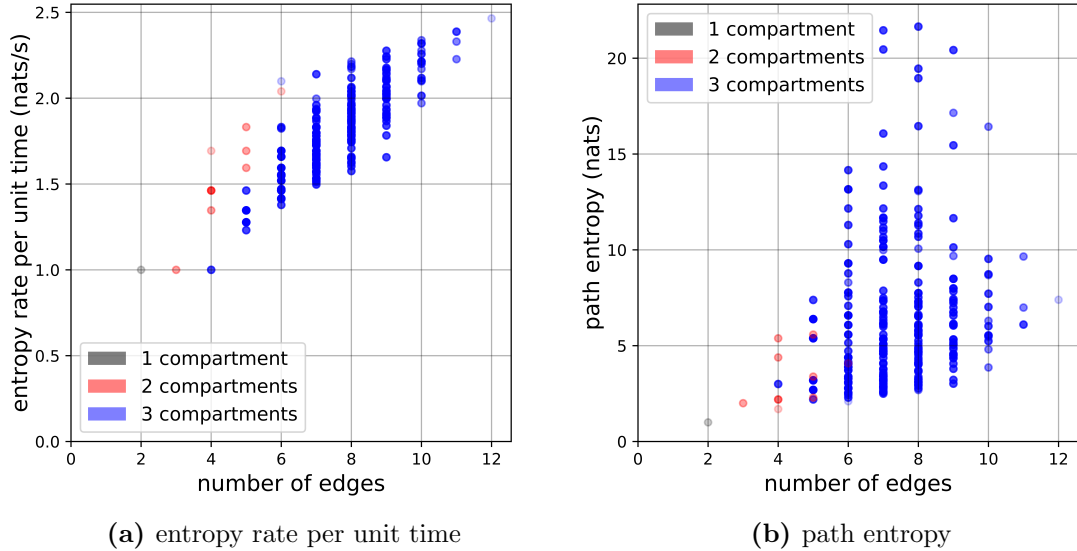 entropy rate per unit time (nats/s)
2.5
2.0
1.5
1.0
0.5
0.0
1 compartment
2 compartments
3 compartments
0 2 4 6 8 10 12
number of edges
(a) entropy rate per unit time
path entropy (nats)
20
15
10
5
0
1 compartment
2 compartments
3 compartments
0 2 4 6 8 10 12
number of edges
(b) path entropy